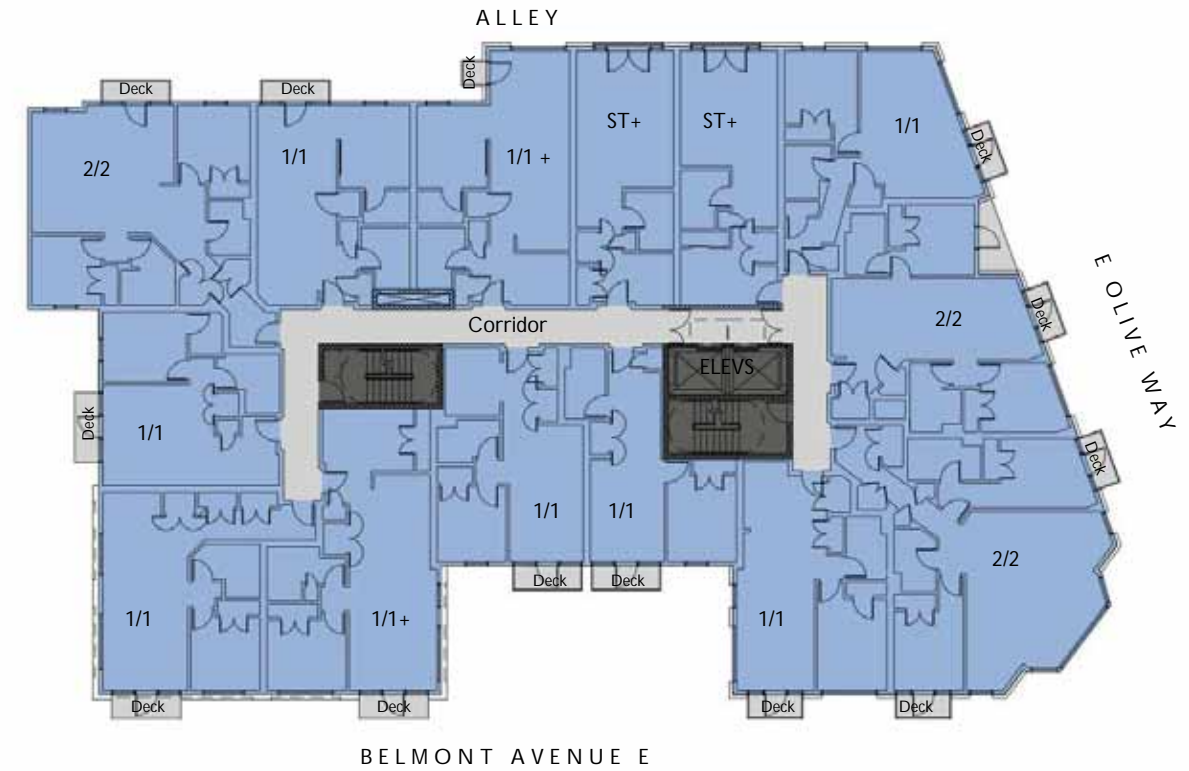 ALLEY
Deck
Deck
Deck
ST+
ST+
1/1
2/2
1/1
1/1 +
Deck
E OLIVE WAY
Corridor
2/2
Deck
ELEVS
Deck
1/1
Deck
1/1
1/1
2/2
Deck
Deck
1/1
1/1+
1/1
Deck
Deck
Deck
Deck
BELMONT AVENUE E